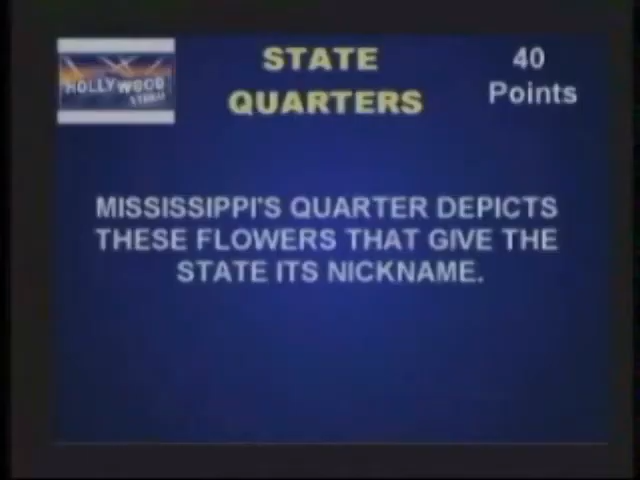 HOLLYWOOD
STATE
QUARTERS
40
Points
MISSISSIPPI'S QUARTER DEPICTS
THESE FLOWERS THAT GIVE THE
STATE ITS NICKNAME.